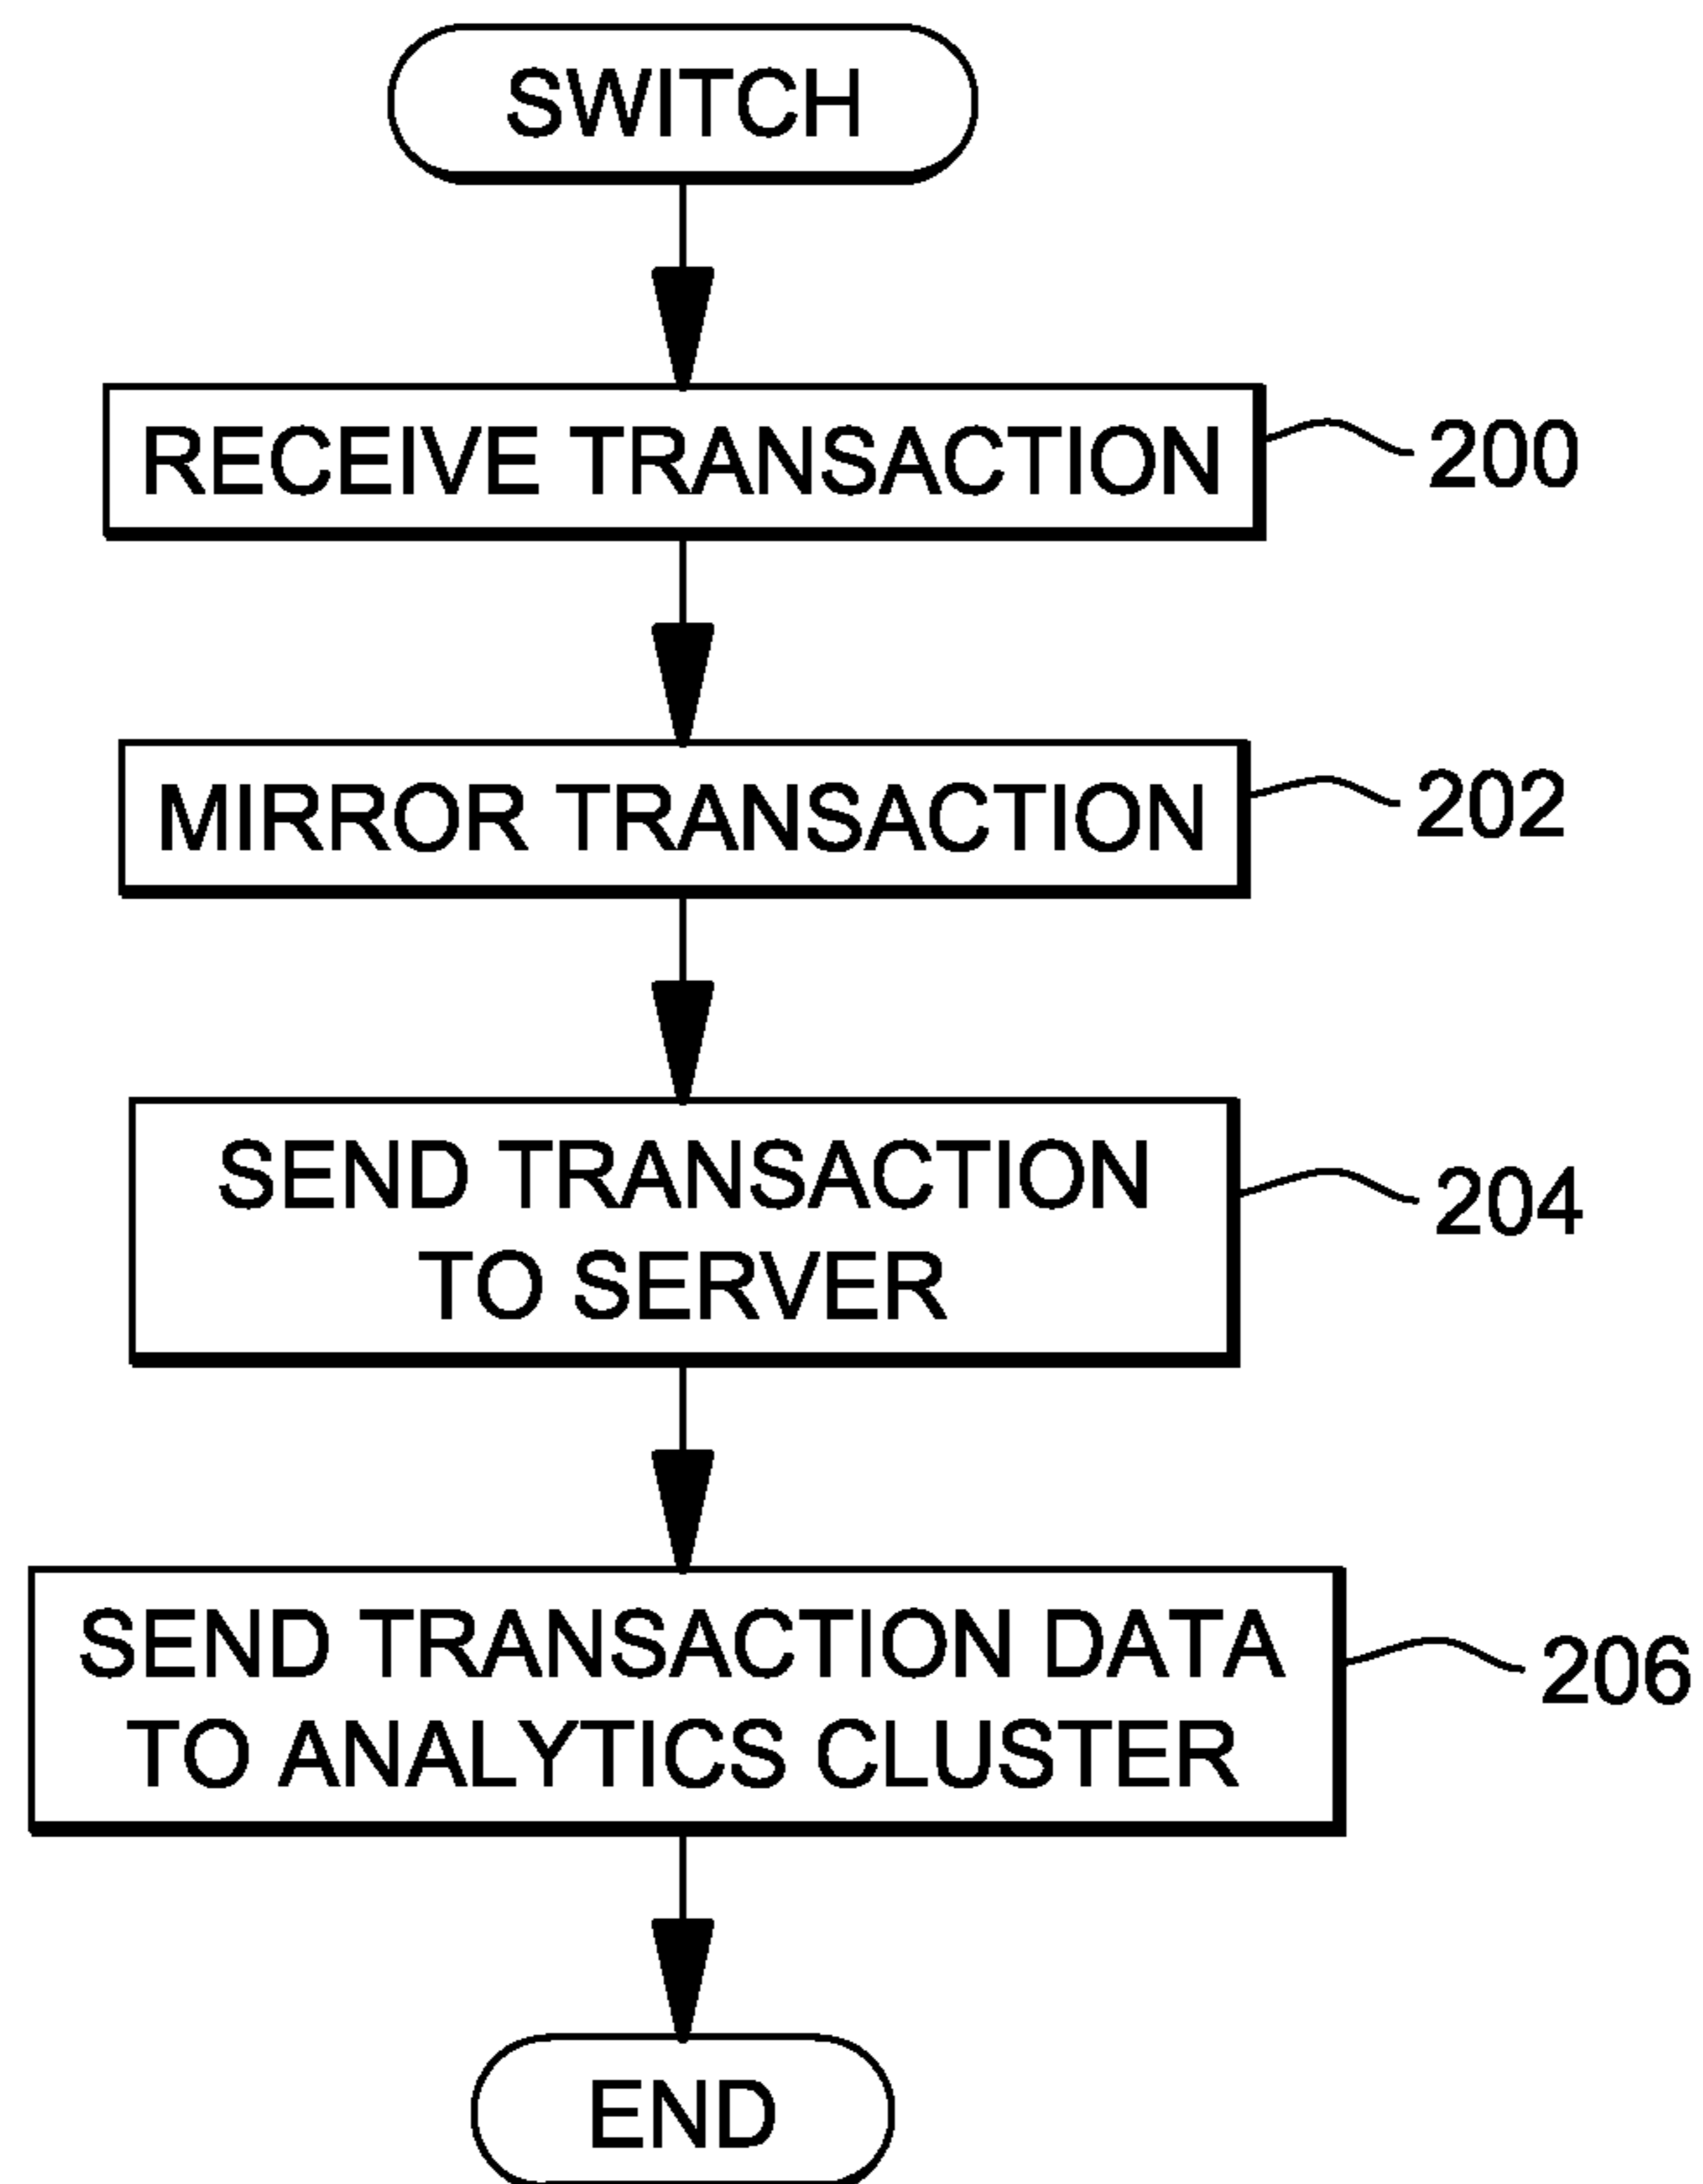 SWITCH
RECEIVE TRANSACTION
200
MIRROR TRANSACTION
202
SEND TRANSACTION
TO SERVER
204
SEND TRANSACTION DATA
TO ANALYTICS CLUSTER
206
END